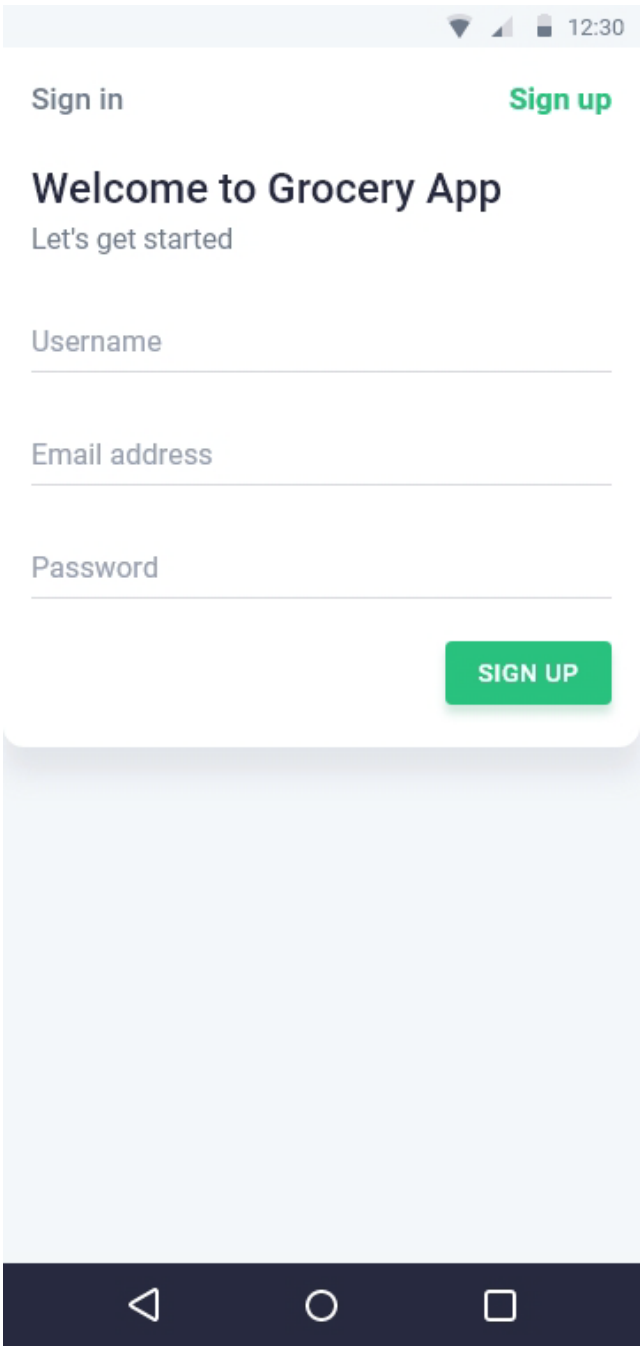 12:30
Sign in Sign up
Welcome to Grocery App
Let's get started
Username
Email address
Password
SIGN UP